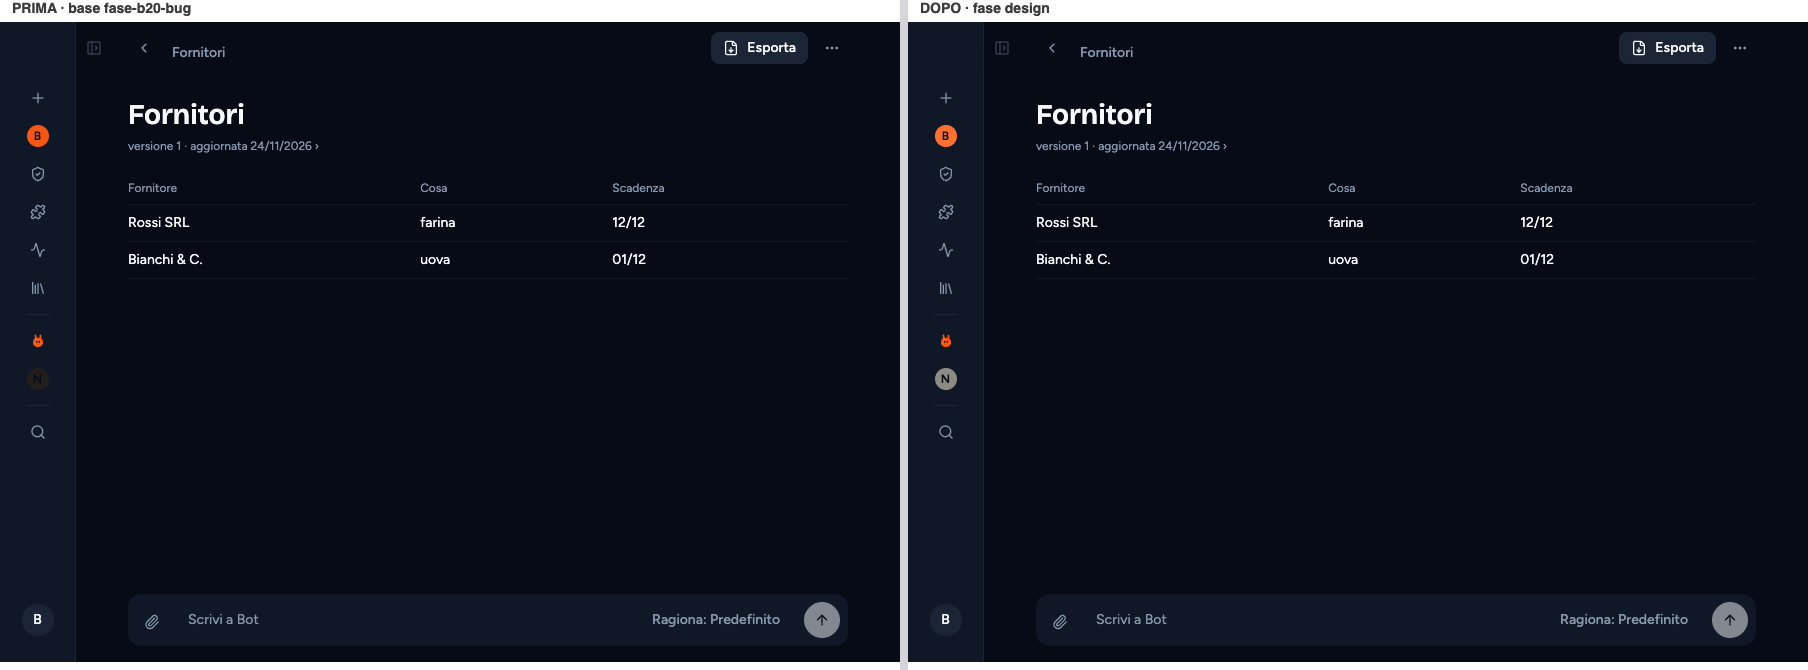 PRIMA · base fase-b20-bug
Fornitori
Esporta
B
Fornitori
versione 1 · aggiornata 24/11/2026 ›
Fornitore Cosa Scadenza
Rossi SRL farina 12/12
Bianchi & C. uova 01/12
N
B
Scrivi a Bot
Ragiona: Predefinito
DOPO · fase design
Fornitori
Esporta
B
Fornitori
versione 1 · aggiornata 24/11/2026 ›
Fornitore Cosa Scadenza
Rossi SRL farina 12/12
Bianchi & C. uova 01/12
N
B
Scrivi a Bot
Ragiona: Predefinito